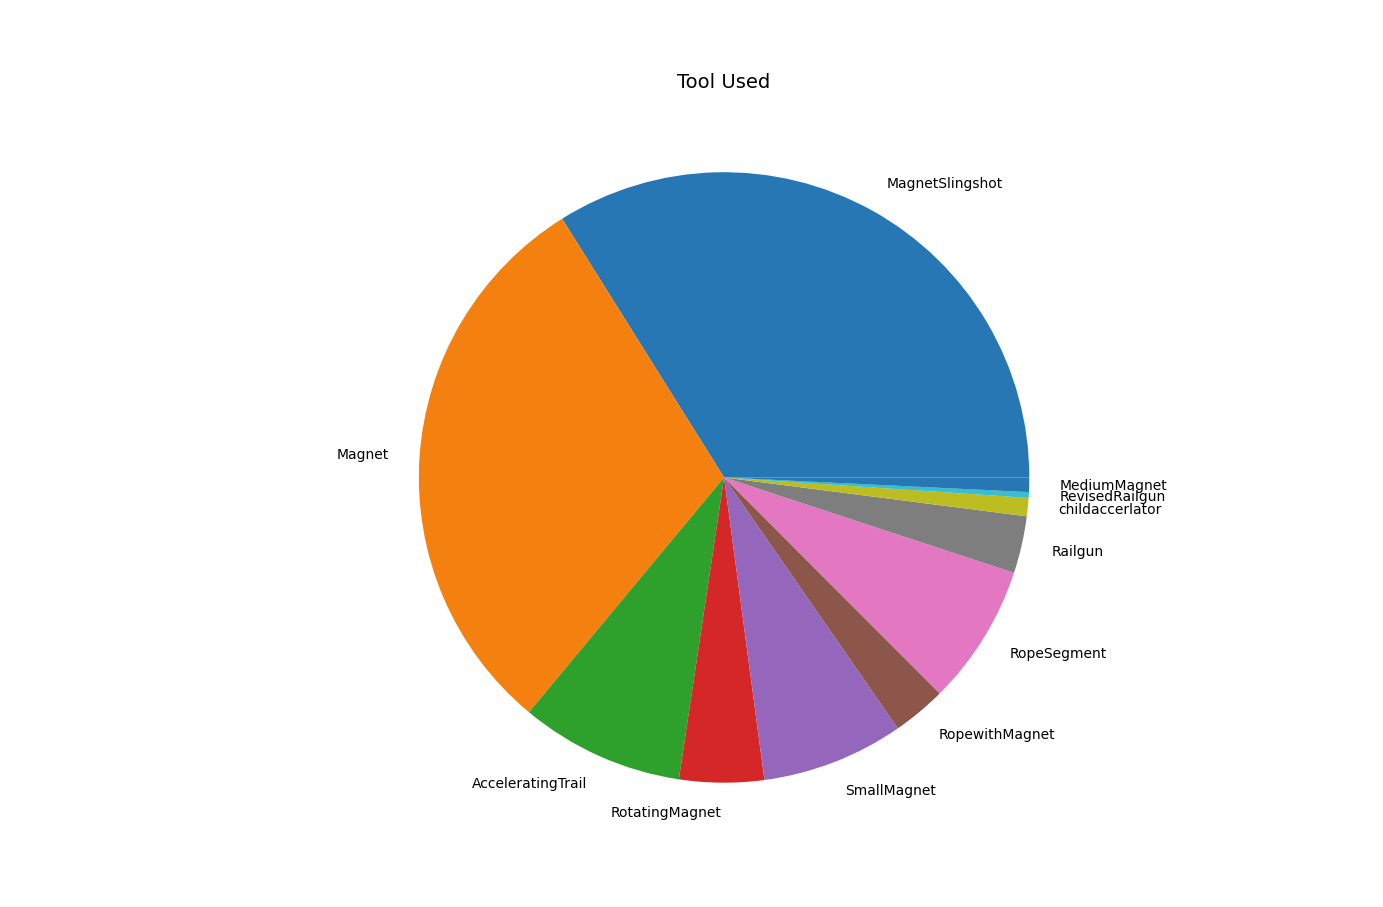 Tool Used
MagnetSlingshot
Magnet
AcceleratingTrail
RotatingMagnet
SmallMagnet
RopewithMagnet
RopeSegment
Railgun
childaccerlator
RevisedRailgun
MediumMagnet